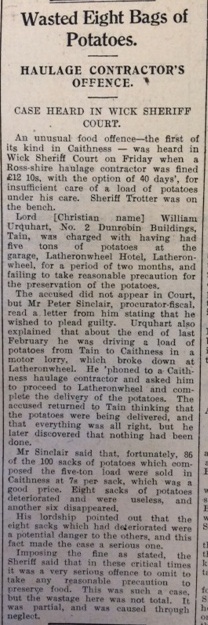 Wasted Eight Bags of
Potatoes.
HAULAGE CONTRACTOR'S
OFFENCE.
CASE HEARD IN WICK SHERIFF
COURT.
An unusual food offence—the first of
its kind in Caithness — was heard in
Wick Sheriff Court on Friday when a
Ross-shire haulage contractor was fined
£12 10s, with the option of 40 days', for
insufficient care of a load of potatoes
under his care. Sheriff Trotter was on
the bench.
Lord [Christian name] William
Urquhart, No. 2 Dunrobin Buildings,
Tain, was charged with having had
five tons of potatoes at the
garage, Latheronwheel Hotel, Latheron-
wheel, for a period of two months, and
failing to take reasonable precaution for
the preservation of the potatoes.
The accused did not appear in Court,
but Mr Peter Sinclair, procurator-fiscal,
read a letter from him stating that he
wished to plead guilty. Urquhart also
explained that about the end of last
February he was driving a load of
potatoes from Tain to Caithness in a
motor lorry, which broke down at
Latheronwheel. He 'phoned to a Caith-
ness haulage contractor and asked him
to proceed to Latheronwheel and com-
plete the delivery of the potatoes. The
accused returned to Tain thinking that
the potatoes were being delivered, and
that everything was all right, but he
later discovered that nothing had been
done.
Mr Sinclair said that, fortunately, 86
of the 100 sacks of potatoes which com-
posed the five-ton load were sold in
Caithness at 7s per sack, which was a
good price. Eight sacks of potatoes
deteriorated and were useless, and
another six disappeared.
His lordship pointed out that the
eight sacks which had deteriorated were
a potential danger to the others, and this
fact made the case a serious one.
Imposing the fine as stated, the
Sheriff said that in these critical times
it was a very serious offence to omit to
take any reasonable precaution to
preserve food. This was such a case,
but the wastage here was not total. It
was partial, and was caused through
neglect.